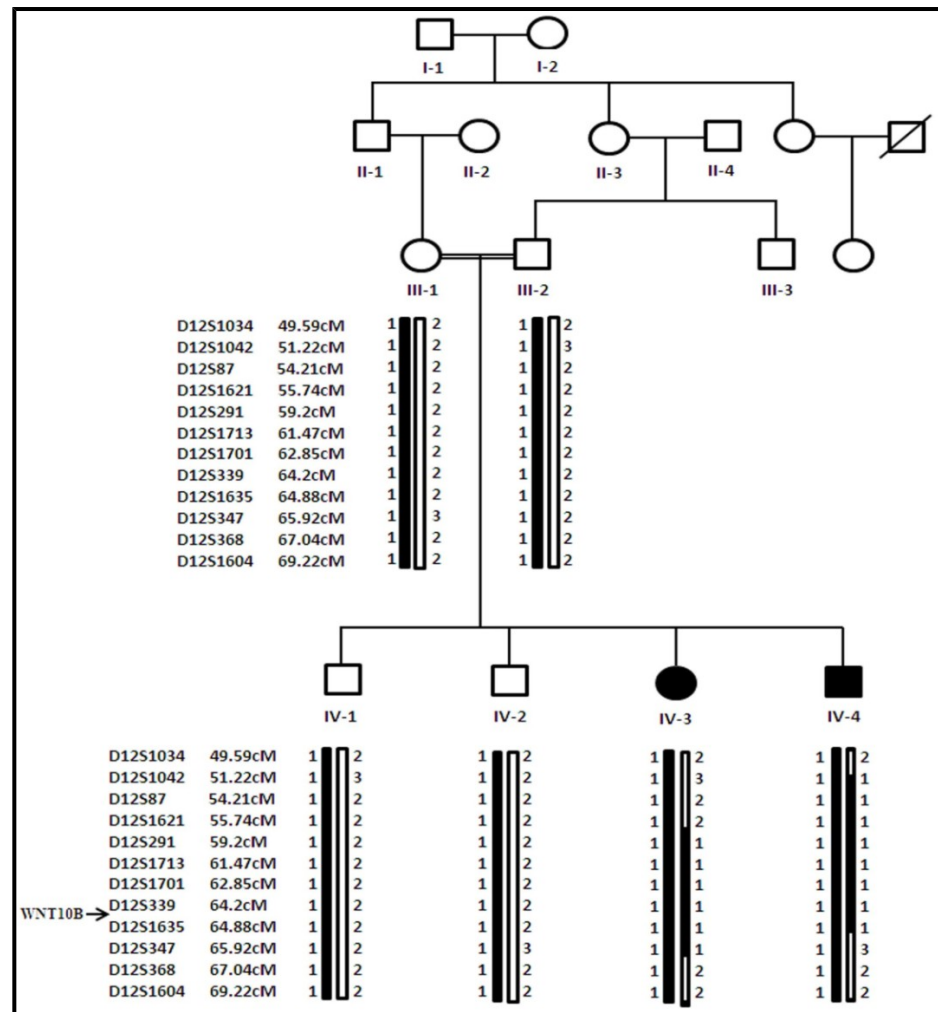 I-1 I-2
II-1 II-2 II-3 II-4
III-1 III-2 III-3
D12S1034 49.59cM 1 2 1 2
D12S1042 51.22cM 1 2 1 3
D12S87 54.21cM 1 2 1 2
D12S1621 55.74cM 1 2 1 2
D12S291 59.2cM 1 2 1 2
D12S1713 61.47cM 1 2 1 2
D12S1701 62.85cM 1 2 1 2
D12S339 64.2cM 1 2 1 2
D12S1635 64.88cM 1 2 1 2
D12S347 65.92cM 1 3 1 2
D12S368 67.04cM 1 2 1 2
D12S1604 69.22cM 1 2 1 2
IV-1 IV-2 IV-3 IV-4
D12S1034 49.59cM 1 2 1 2 1 2 1 2
D12S1042 51.22cM 1 3 1 2 1 3 1 1
D12S87 54.21cM 1 2 1 2 1 2 1 1
D12S1621 55.74cM 1 2 1 2 1 2 1 1
D12S291 59.2cM 1 2 1 2 1 1 1 1
D12S1713 61.47cM 1 2 1 2 1 1 1 1
D12S1701 62.85cM 1 2 1 2 1 1 1 1
D12S339 64.2cM 1 2 1 2 1 1 1 1
WNT10B
D12S1635 64.88cM 1 2 1 2 1 1 1 1
D12S347 65.92cM 1 2 1 3 1 1 1 3
D12S368 67.04cM 1 2 1 2 1 2 1 2
D12S1604 69.22cM 1 2 1 2 1 2 1 2